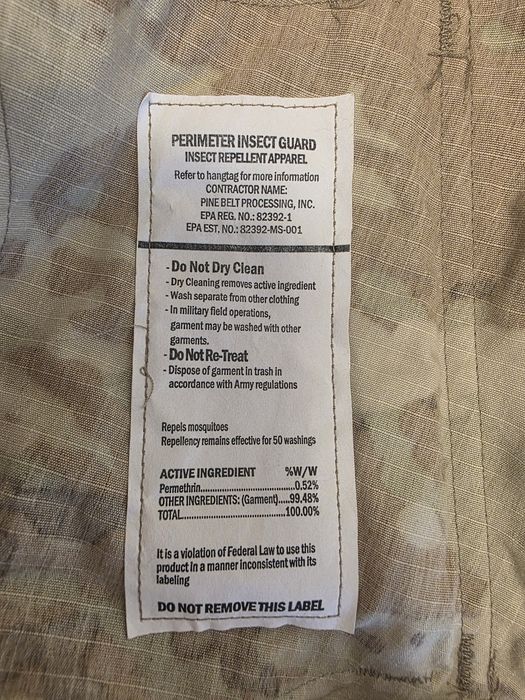 PERIMETER INSECT GUARD
INSECT REPELLENT APPAREL
Refer to hangtag for more information
CONTRACTOR NAME:
PINE BELT PROCESSING, INC.
EPA REG. NO.: 82392-1
EPA EST. NO.: 82392-MS-001
- Do Not Dry Clean
- Dry Cleaning removes active ingredient
- Wash separate from other clothing
- In military field operations,
garment may be washed with other
garments.
- Do Not Re-Treat
- Dispose of garment in trash in
accordance with Army regulations
Repels mosquitoes
Repellency remains effective for 50 washings
ACTIVE INGREDIENT %W/W
Permethrin..............................0.52%
OTHER INGREDIENTS: (Garment)....99.48%
TOTAL..................................100.00%
It is a violation of Federal Law to use this
product in a manner inconsistent with its
labeling
DO NOT REMOVE THIS LABEL